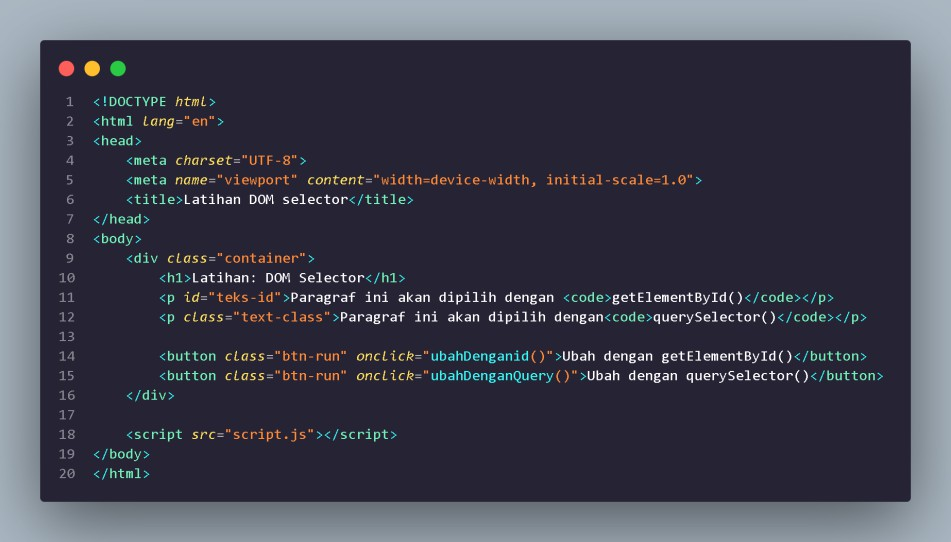 1 <!DOCTYPE html>
2 <html lang="en">
3 <head>
4     <meta charset="UTF-8">
5     <meta name="viewport" content="width=device-width, initial-scale=1.0">
6     <title>Latihan DOM selector</title>
7 </head>
8 <body>
9     <div class="container">
10         <h1>Latihan: DOM Selector</h1>
11         <p id="teks-id">Paragraf ini akan dipilih dengan <code>getElementById()</code></p>
12         <p class="text-class">Paragraf ini akan dipilih dengan<code>querySelector()</code></p>
13
14         <button class="btn-run" onclick="ubahDenganid()">Ubah dengan getElementById()</button>
15         <button class="btn-run" onclick="ubahDenganQuery()">Ubah dengan querySelector()</button>
16     </div>
17
18     <script src="script.js"></script>
19 </body>
20 </html>